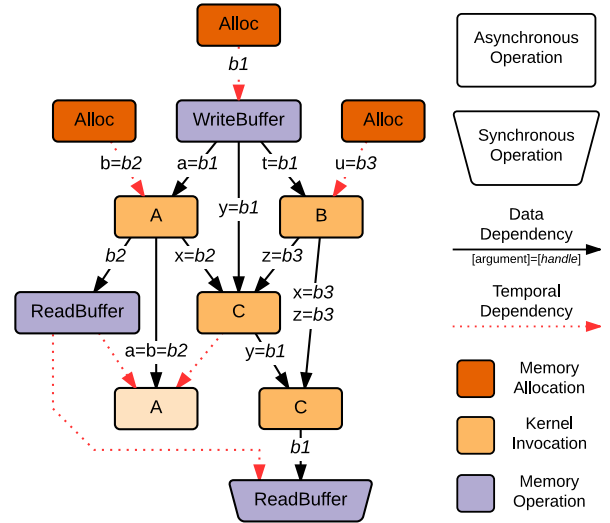 Alloc
b1
Alloc
WriteBuffer
Alloc
b=b2
a=b1
t=b1
u=b3
A
y=b1
B
b2
x=b2
z=b3
x=b3
z=b3
ReadBuffer
C
a=b=b2
y=b1
A
C
b1
ReadBuffer
Asynchronous
Operation
Synchronous
Operation
Data
Dependency
[argument]=[handle]
Temporal
Dependency
Memory
Allocation
Kernel
Invocation
Memory
Operation